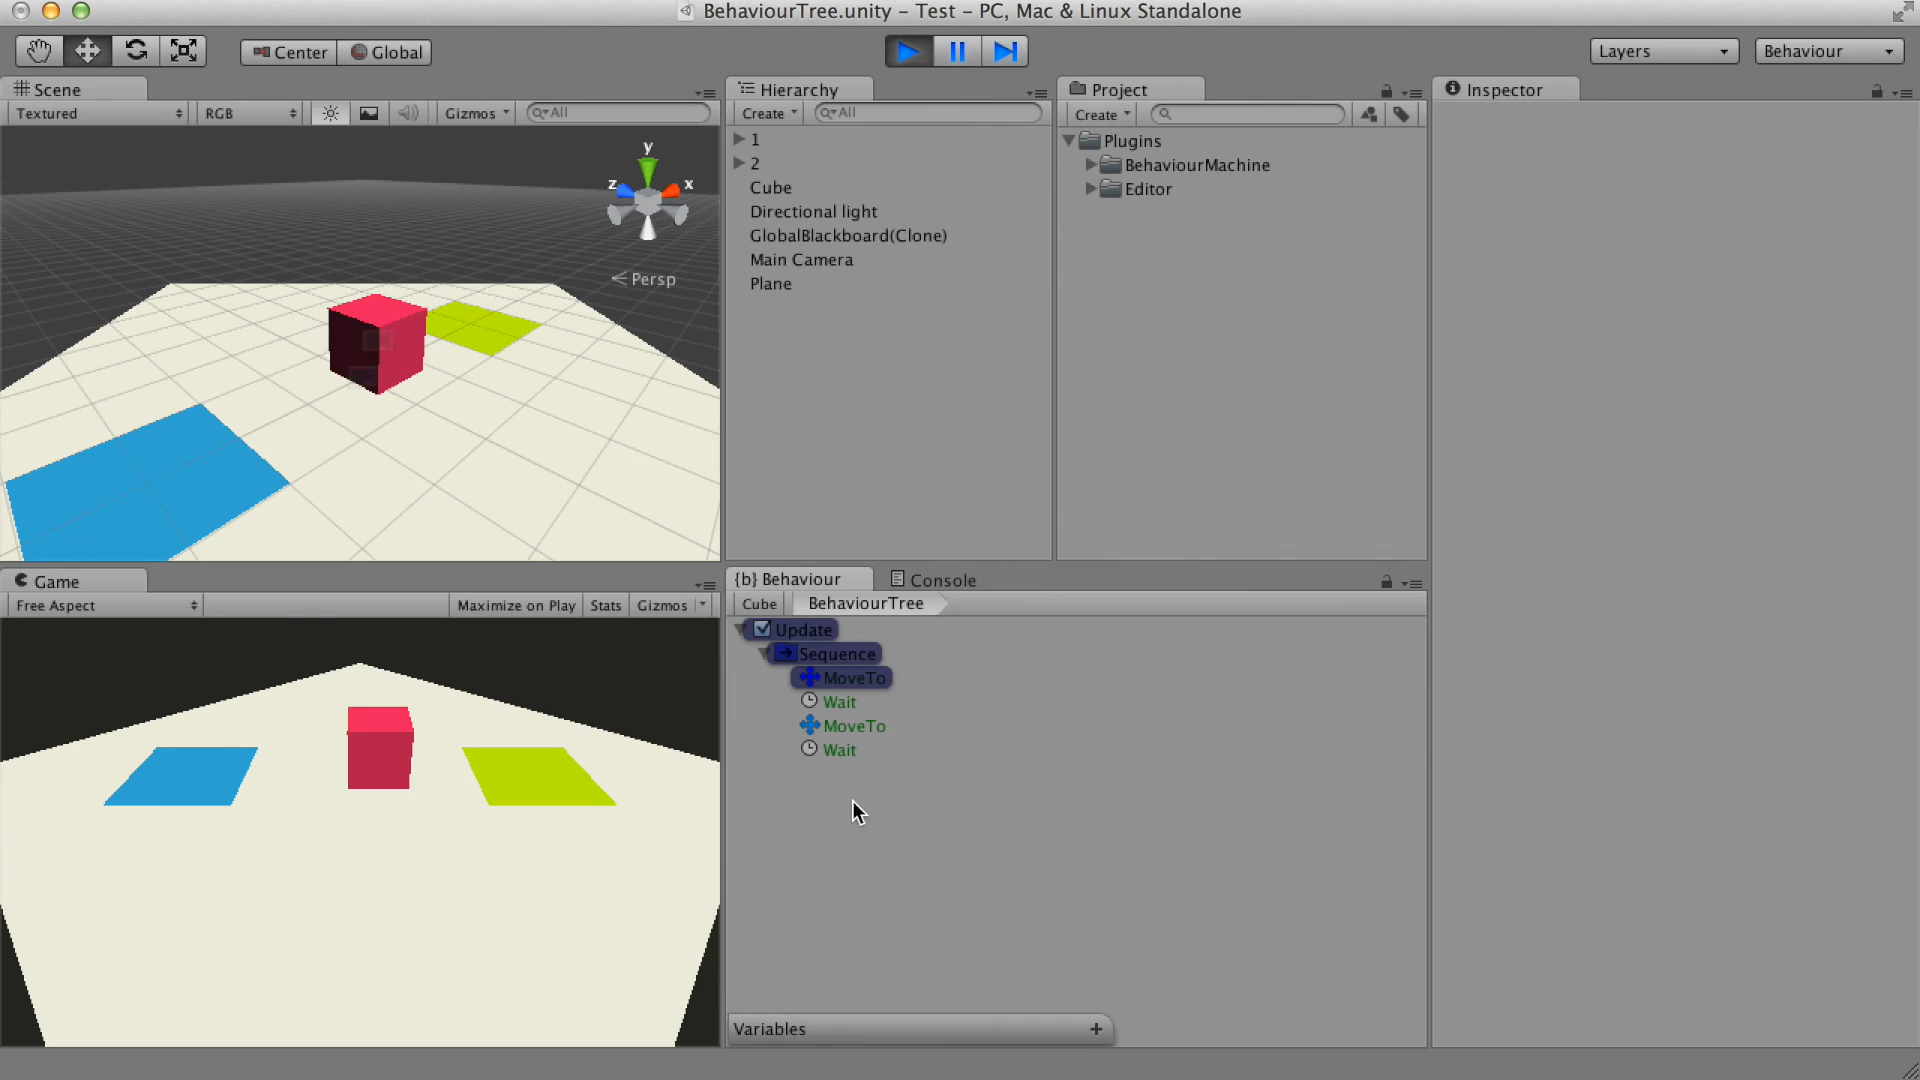 BehaviourTree.unity – Test – PC, Mac & Linux Standalone
Center Global
Layers Behaviour
Scene
Textured RGB Gizmos All
y
z x
Persp
Hierarchy
Create All
1
2
Cube
Directional light
GlobalBlackboard(Clone)
Main Camera
Plane
Project
Create
Plugins
BehaviourMachine
Editor
Inspector
Game
Free Aspect Maximize on Play Stats Gizmos
{b} Behaviour Console
Cube BehaviourTree
Update
Sequence
MoveTo
Wait
MoveTo
Wait
Variables +